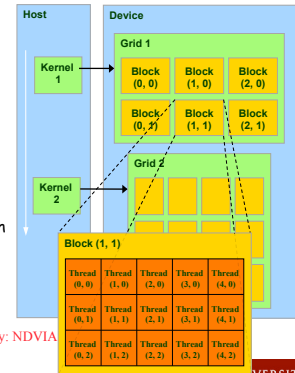 Host
Device
Grid 1
Kernel
1
Block
(0, 0)
Block
(1, 0)
Block
(2, 0)
Block
(0, 1)
Block
(1, 1)
Block
(2, 1)
Grid 2
Kernel
2
Block (1, 1)
Thread
(0, 0)
Thread
(1, 0)
Thread
(2, 0)
Thread
(3, 0)
Thread
(4, 0)
Thread
(0, 1)
Thread
(1, 1)
Thread
(2, 1)
Thread
(3, 1)
Thread
(4, 1)
Thread
(0, 2)
Thread
(1, 2)
Thread
(2, 2)
Thread
(3, 2)
Thread
(4, 2)
y: NDVIA